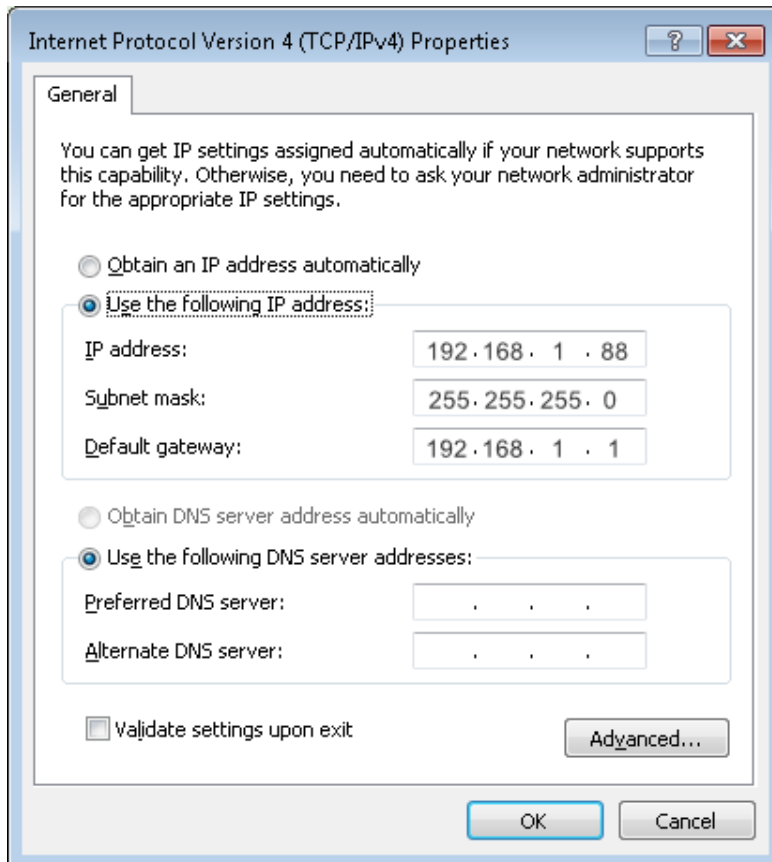 Internet Protocol Version 4 (TCP/IPv4) Properties
?
General
You can get IP settings assigned automatically if your network supports
this capability. Otherwise, you need to ask your network administrator
for the appropriate IP settings.
Obtain an IP address automatically
Use the following IP address:
IP address: 192 . 168 . 1 . 88
Subnet mask: 255 . 255 . 255 . 0
Default gateway: 192 . 168 . 1 . 1
Obtain DNS server address automatically
Use the following DNS server addresses:
Preferred DNS server: . . .
Alternate DNS server: . . .
Validate settings upon exit
Advanced...
OK Cancel